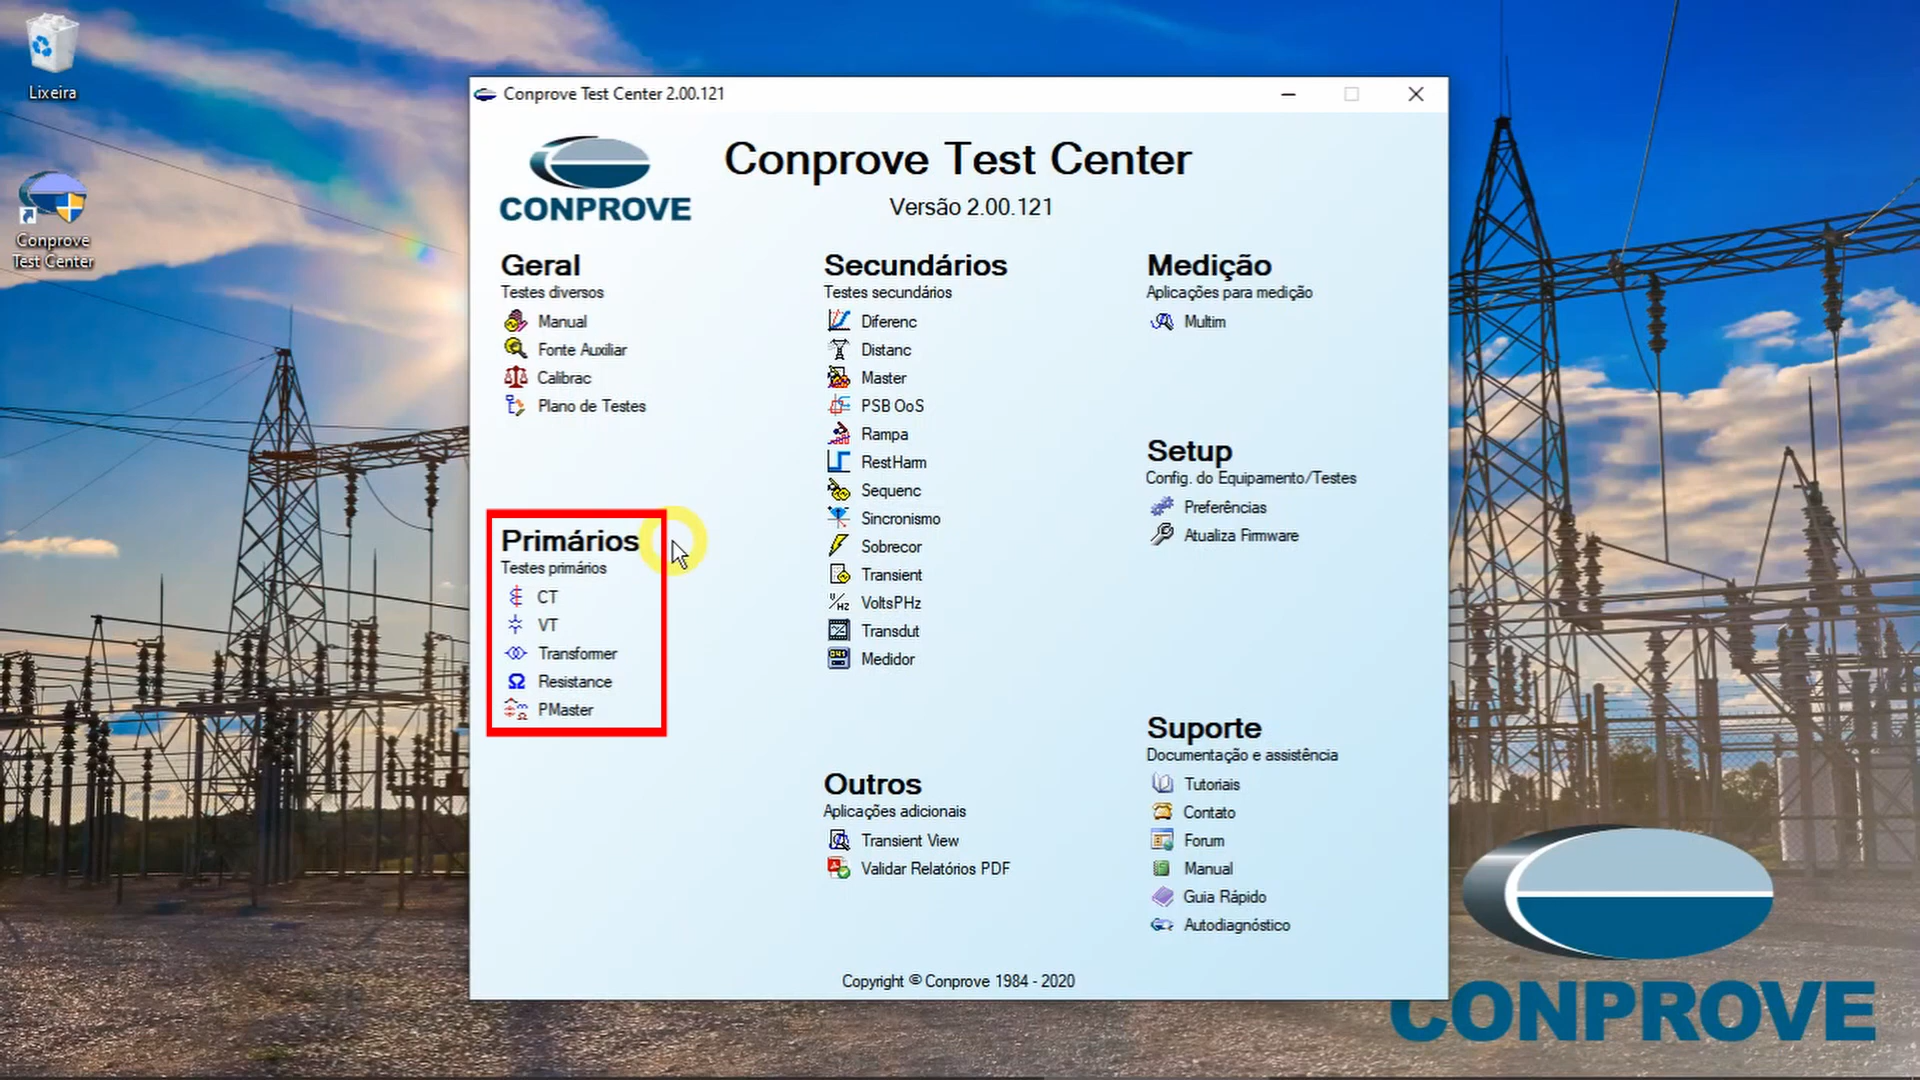 Lixeira
Conprove
Test Center
Conprove Test Center 2.00.121
CONPROVE
Conprove Test Center
Versão 2.00.121
Geral
Testes diversos
Manual
Fonte Auxiliar
Calibrac
Plano de Testes
Primários
Testes primários
CT
VT
Transformer
Resistance
PMaster
Secundários
Testes secundários
Diferenc
Distanc
Master
PSB OoS
Rampa
RestHarm
Sequenc
Sincronismo
Sobrecor
Transient
VoltsPHz
Transdut
Medidor
Outros
Aplicações adicionais
Transient View
Validar Relatórios PDF
Medição
Aplicações para medição
Multim
Setup
Config. do Equipamento/Testes
Preferências
Atualiza Firmware
Suporte
Documentação e assistência
Tutoriais
Contato
Forum
Manual
Guia Rápido
Autodiagnóstico
Copyright © Conprove 1984 - 2020
CONPROVE